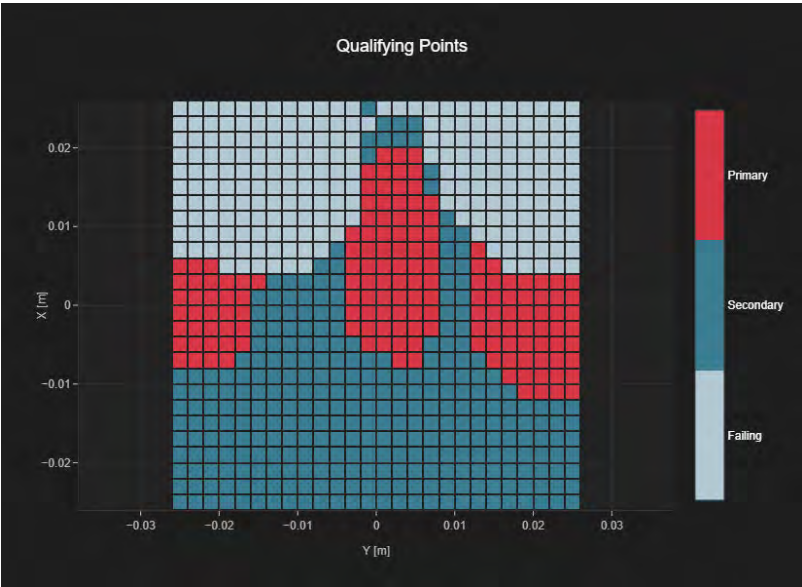 Qualifying Points
0.02
0.01
0
−0.01
−0.02
X [m]
−0.03
−0.02
−0.01
0
0.01
0.02
0.03
Y [m]
Primary
Secondary
Failing